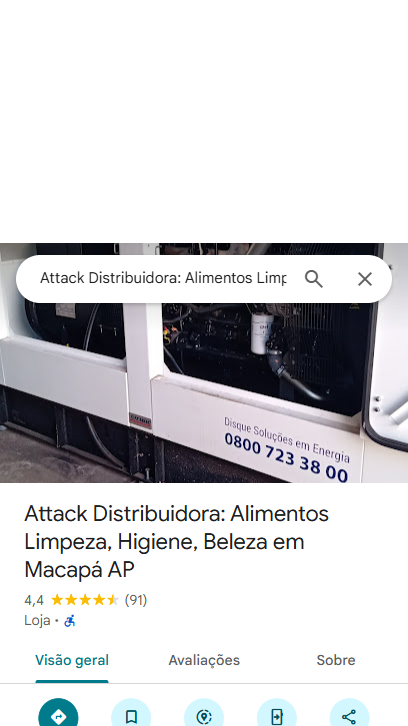 Attack Distribuidora: Alimentos Limp
Disque Soluções em Energia
0800 723 38 00
Attack Distribuidora: Alimentos
Limpeza, Higiene, Beleza em
Macapá AP
4,4 (91)
Loja ·
Visão geral Avaliações Sobre